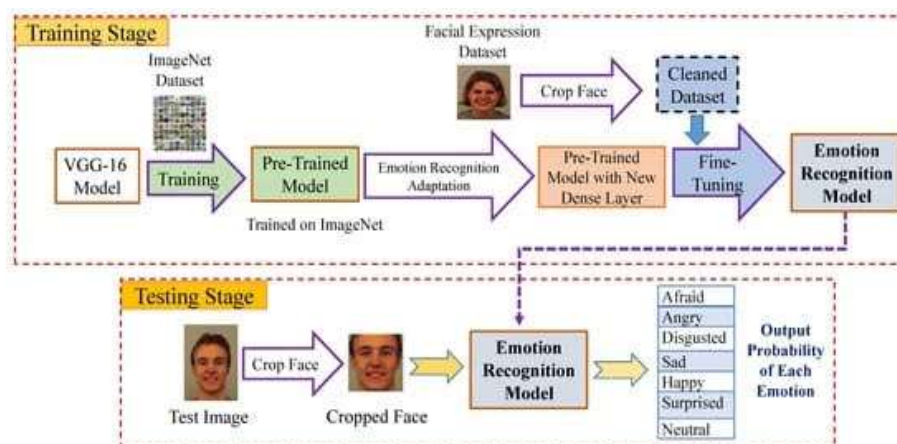 Training Stage
ImageNet
Dataset
Facial Expression
Dataset
Crop Face
Cleaned
Dataset
VGG-16
Model
Training
Pre-Trained
Model
Trained on ImageNet
Emotion Recognition
Adaptation
Pre-Trained
Model with New
Dense Layer
Fine-
Tuning
Emotion
Recognition
Model
Testing Stage
Test Image
Crop Face
Cropped Face
Emotion
Recognition
Model
Afraid
Angry
Disgusted
Sad
Happy
Surprised
Neutral
Output
Probability
of Each
Emotion